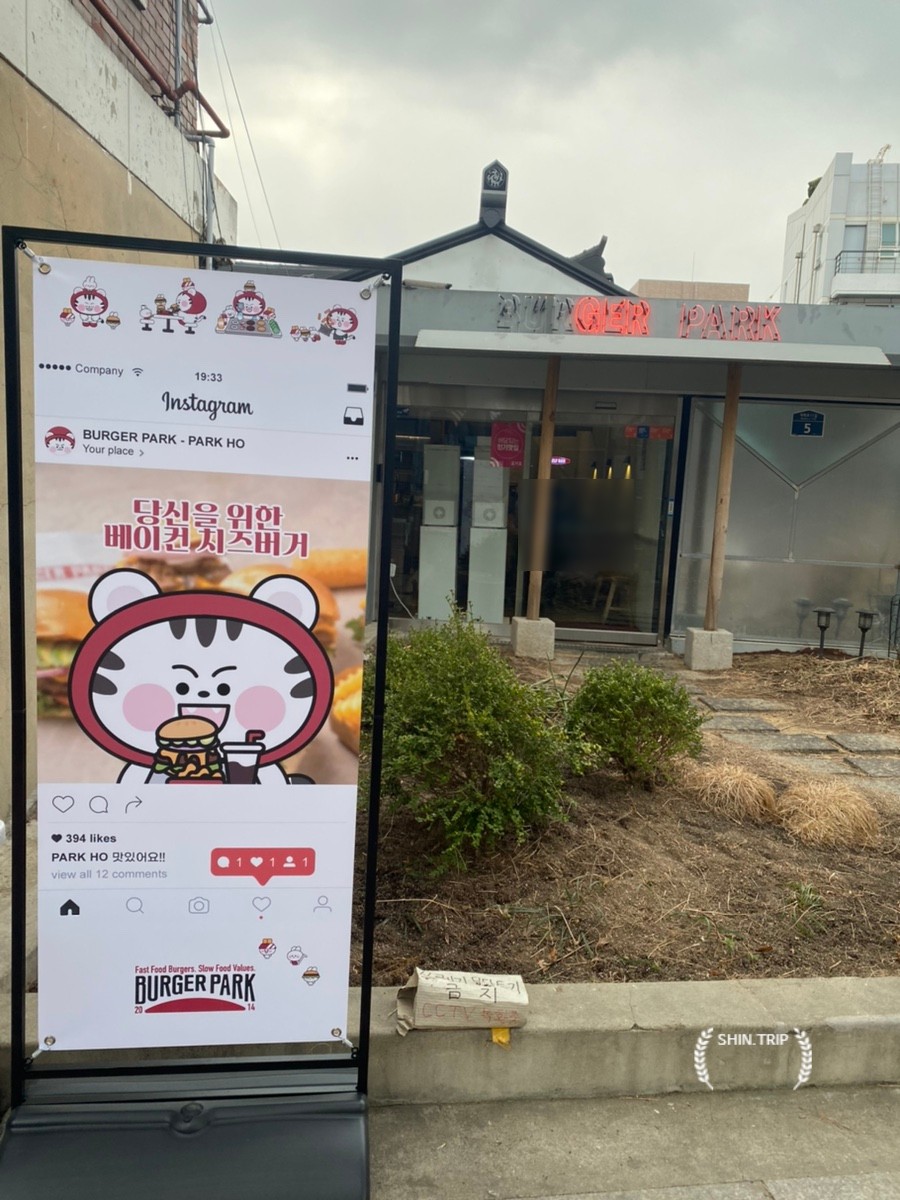 Company
19:33
Instagram
BURGER PARK - PARK HO
Your place >
당신을 위한
베이컨 치즈버거
394 likes
PARK HO 맛있어요!!
view all 12 comments
1 1 1
Fast Food Burgers. Slow Food Values.
BURGER PARK
20 14
BURGER PARK
5
금지
CCTV
SHIN.TRIP